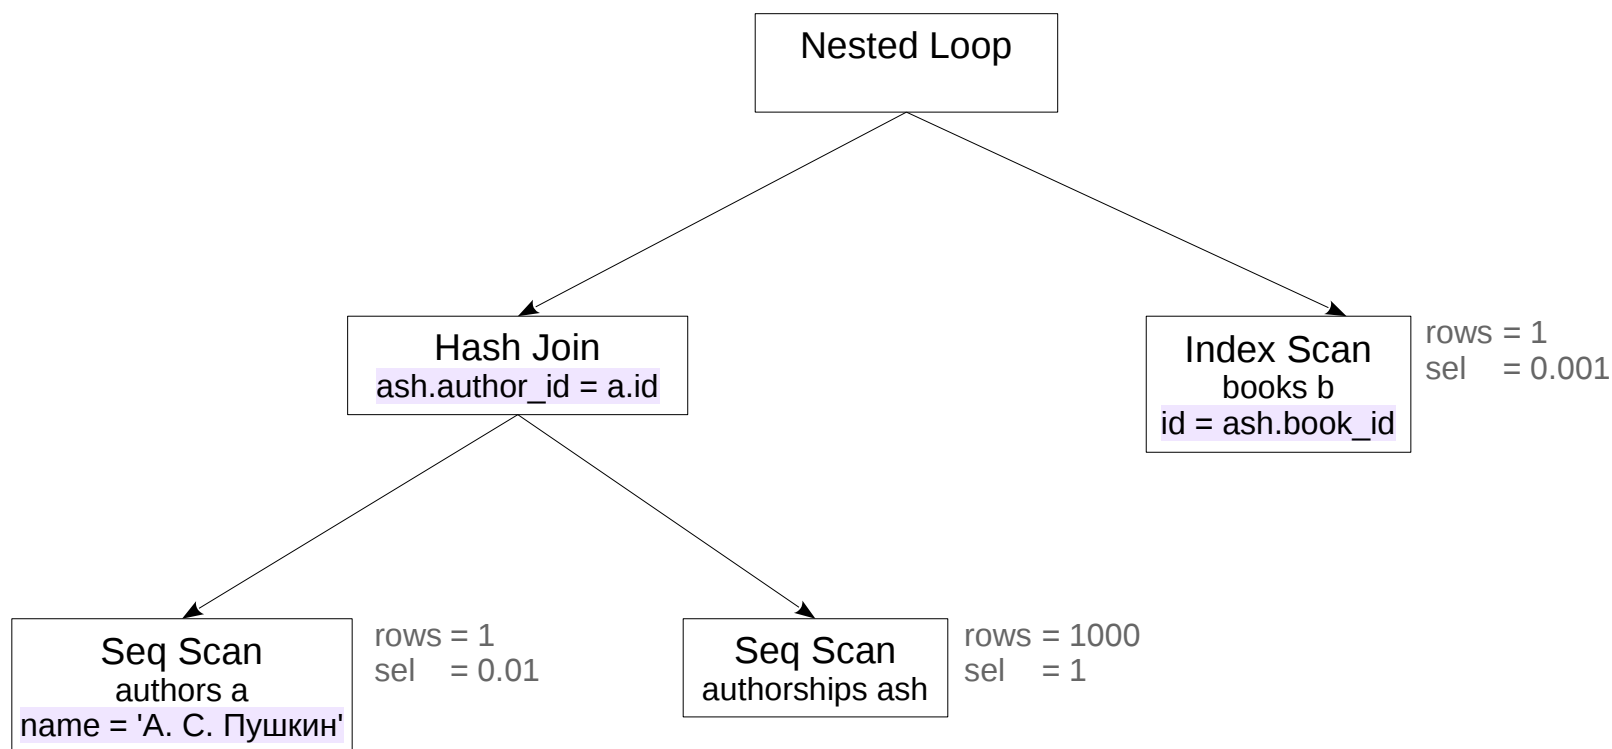 Nested Loop
Hash Join
ash.author_id = a.id
Index Scan
books b
id = ash.book_id
rows = 1
sel = 0.001
Seq Scan
authors a
name = 'А. С. Пушкин'
rows = 1
sel = 0.01
Seq Scan
authorships ash
rows = 1000
sel = 1